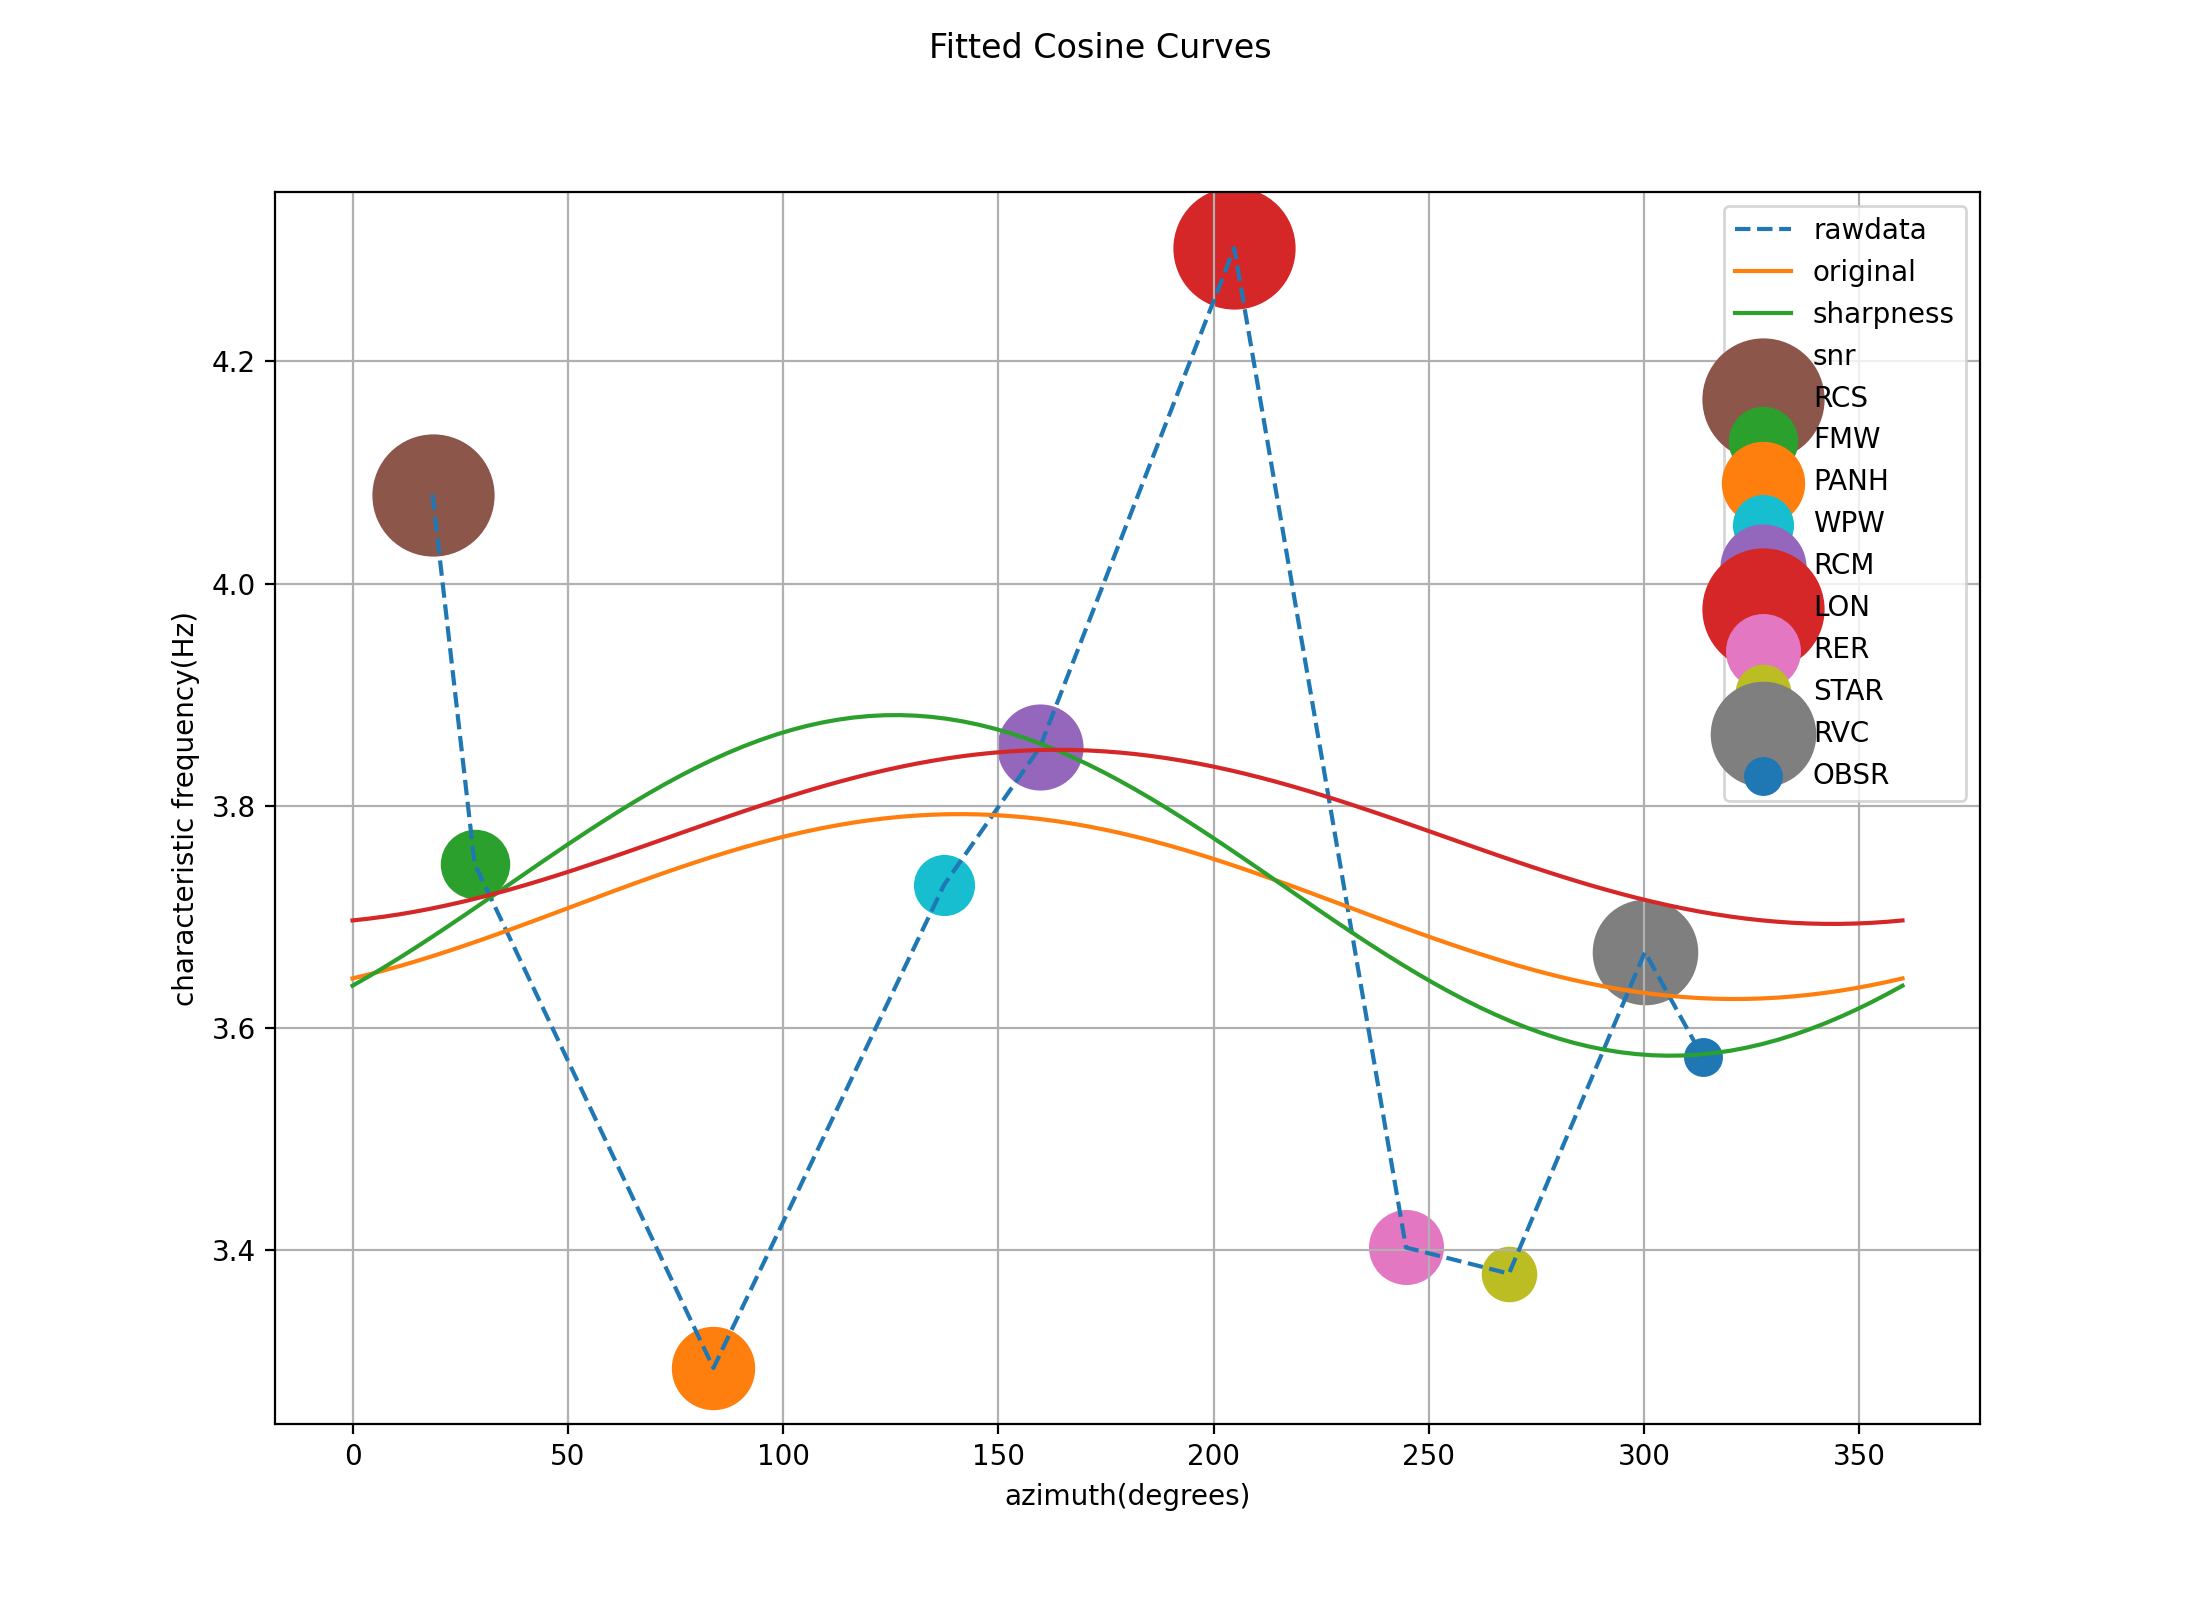 Fitted Cosine Curves
characteristic frequency(Hz)
4.2
4.0
3.8
3.6
3.4
rawdata
original
sharpness
snr
RCS
FMW
PANH
WPW
RCM
LON
RER
STAR
RVC
OBSR
0 50 100 150 200 250 300 350
azimuth(degrees)